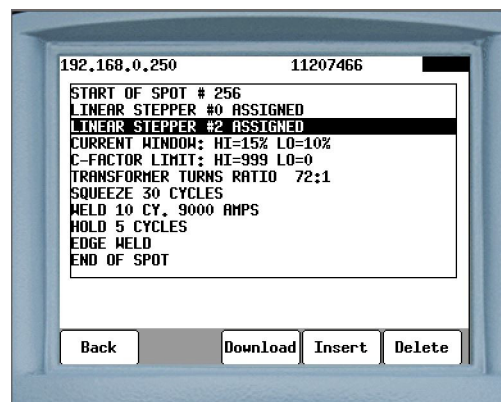 192.168.0.250 11207466
START OF SPOT # 256
LINEAR STEPPER #0 ASSIGNED
LINEAR STEPPER #2 ASSIGNED
CURRENT WINDOW: HI=15% LO=10%
C-FACTOR LIMIT: HI=999 LO=0
TRANSFORMER TURNS RATIO 72:1
SQUEEZE 30 CYCLES
WELD 10 CY. 9000 AMPS
HOLD 5 CYCLES
EDGE WELD
END OF SPOT
Back Download Insert Delete